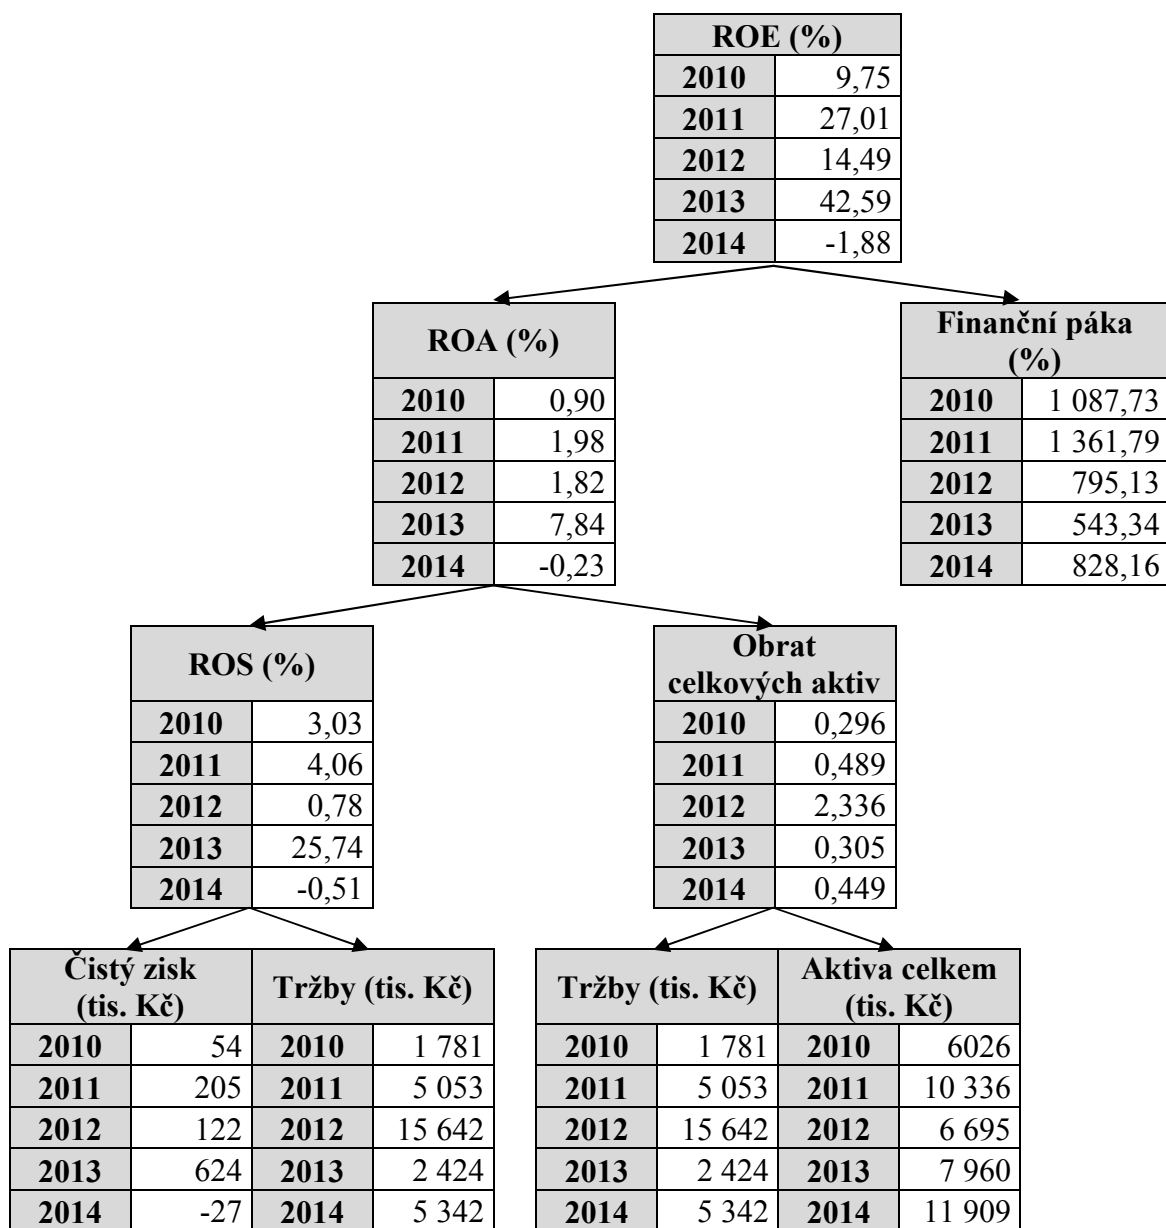 ROE (%)
2010 9,75
2011 27,01
2012 14,49
2013 42,59
2014 -1,88
ROA (%)
2010 0,90
2011 1,98
2012 1,82
2013 7,84
2014 -0,23
Finanční páka
(%)
2010 1 087,73
2011 1 361,79
2012 795,13
2013 543,34
2014 828,16
ROS (%)
2010 3,03
2011 4,06
2012 0,78
2013 25,74
2014 -0,51
Obrat
celkových aktiv
2010 0,296
2011 0,489
2012 2,336
2013 0,305
2014 0,449
Čistý zisk
(tis. Kč)
2010 54
2011 205
2012 122
2013 624
2014 -27
Tržby (tis. Kč)
2010 1 781
2011 5 053
2012 15 642
2013 2 424
2014 5 342
Tržby (tis. Kč)
2010 1 781
2011 5 053
2012 15 642
2013 2 424
2014 5 342
Aktiva celkem
(tis. Kč)
2010 6026
2011 10 336
2012 6 695
2013 7 960
2014 11 909